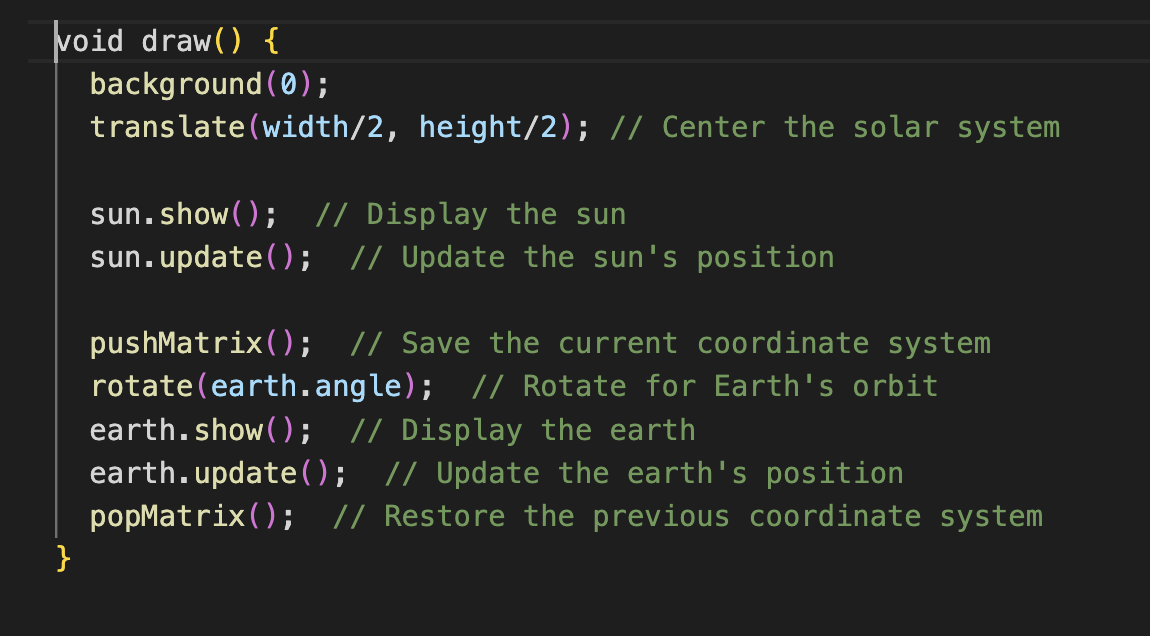 void draw() {
  background(0);
  translate(width/2, height/2); // Center the solar system
  sun.show();  // Display the sun
  sun.update();  // Update the sun's position
  pushMatrix();  // Save the current coordinate system
  rotate(earth.angle);  // Rotate for Earth's orbit
  earth.show();  // Display the earth
  earth.update();  // Update the earth's position
  popMatrix();  // Restore the previous coordinate system
}